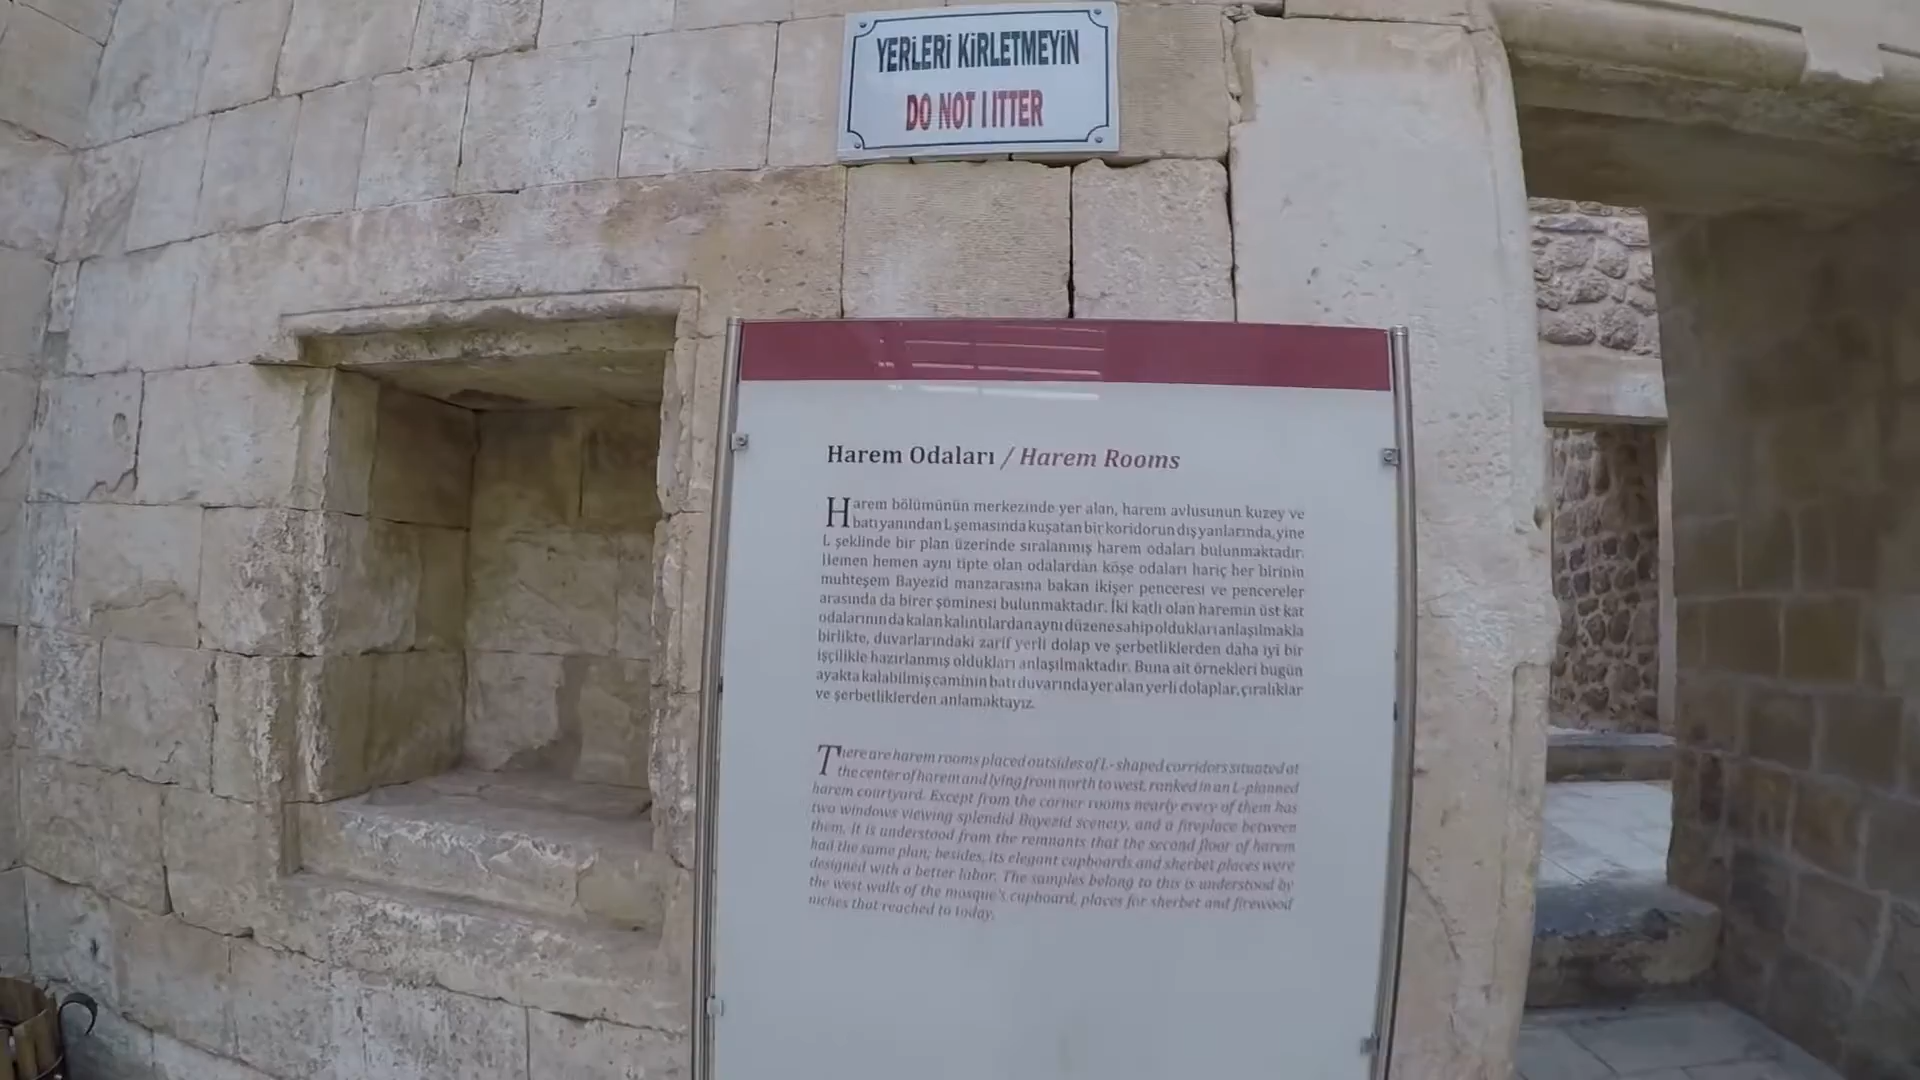 YERLERİ KİRLETMEYİN
DO NOT LITTER
Harem Odaları / Harem Rooms
Harem bölümünün merkezinde yer alan, harem avlusunun kuzey ve
batı yanından L şemasında kuşatan bir koridorun dış yanlarında, yine
L şeklinde bir plan üzerinde sıralanmış harem odaları bulunmaktadır.
Hemen hemen aynı tipte olan odalardan köşe odaları hariç her birinin
muhteşem Bayezid manzarasına bakan ikişer penceresi ve pencereler
arasında da birer şöminesi bulunmaktadır. İki katlı olan haremin üst kat
odalarının da kalan kalıntılardan aynı düzene sahip oldukları anlaşılmakla
birlikte, duvarlarındaki zarif yerli dolap ve şerbetliklerden daha iyi bir
işçilikle hazırlanmış oldukları anlaşılmaktadır. Buna ait örnekleri bugün
ayakta kalabilmiş caminin batı duvarında yer alan yerli dolaplar, çıralıklar
ve şerbetliklerden anlamaktayız.
There are harem rooms placed outsides of L- shaped corridors situated at
the center of harem and lying from north to west, ranked in an L-planned
harem courtyard. Except from the corner rooms nearly every of them has
two windows viewing splendid Bayezid scenery, and a fireplace between
them. It is understood from the remnants that the second floor of harem
had the same plan; besides, its elegant cupboards and sherbet places were
designed with a better labor. The samples belong to this is understood by
the west walls of the mosque's cupboard, places for sherbet and firewood
niches that reached to today.